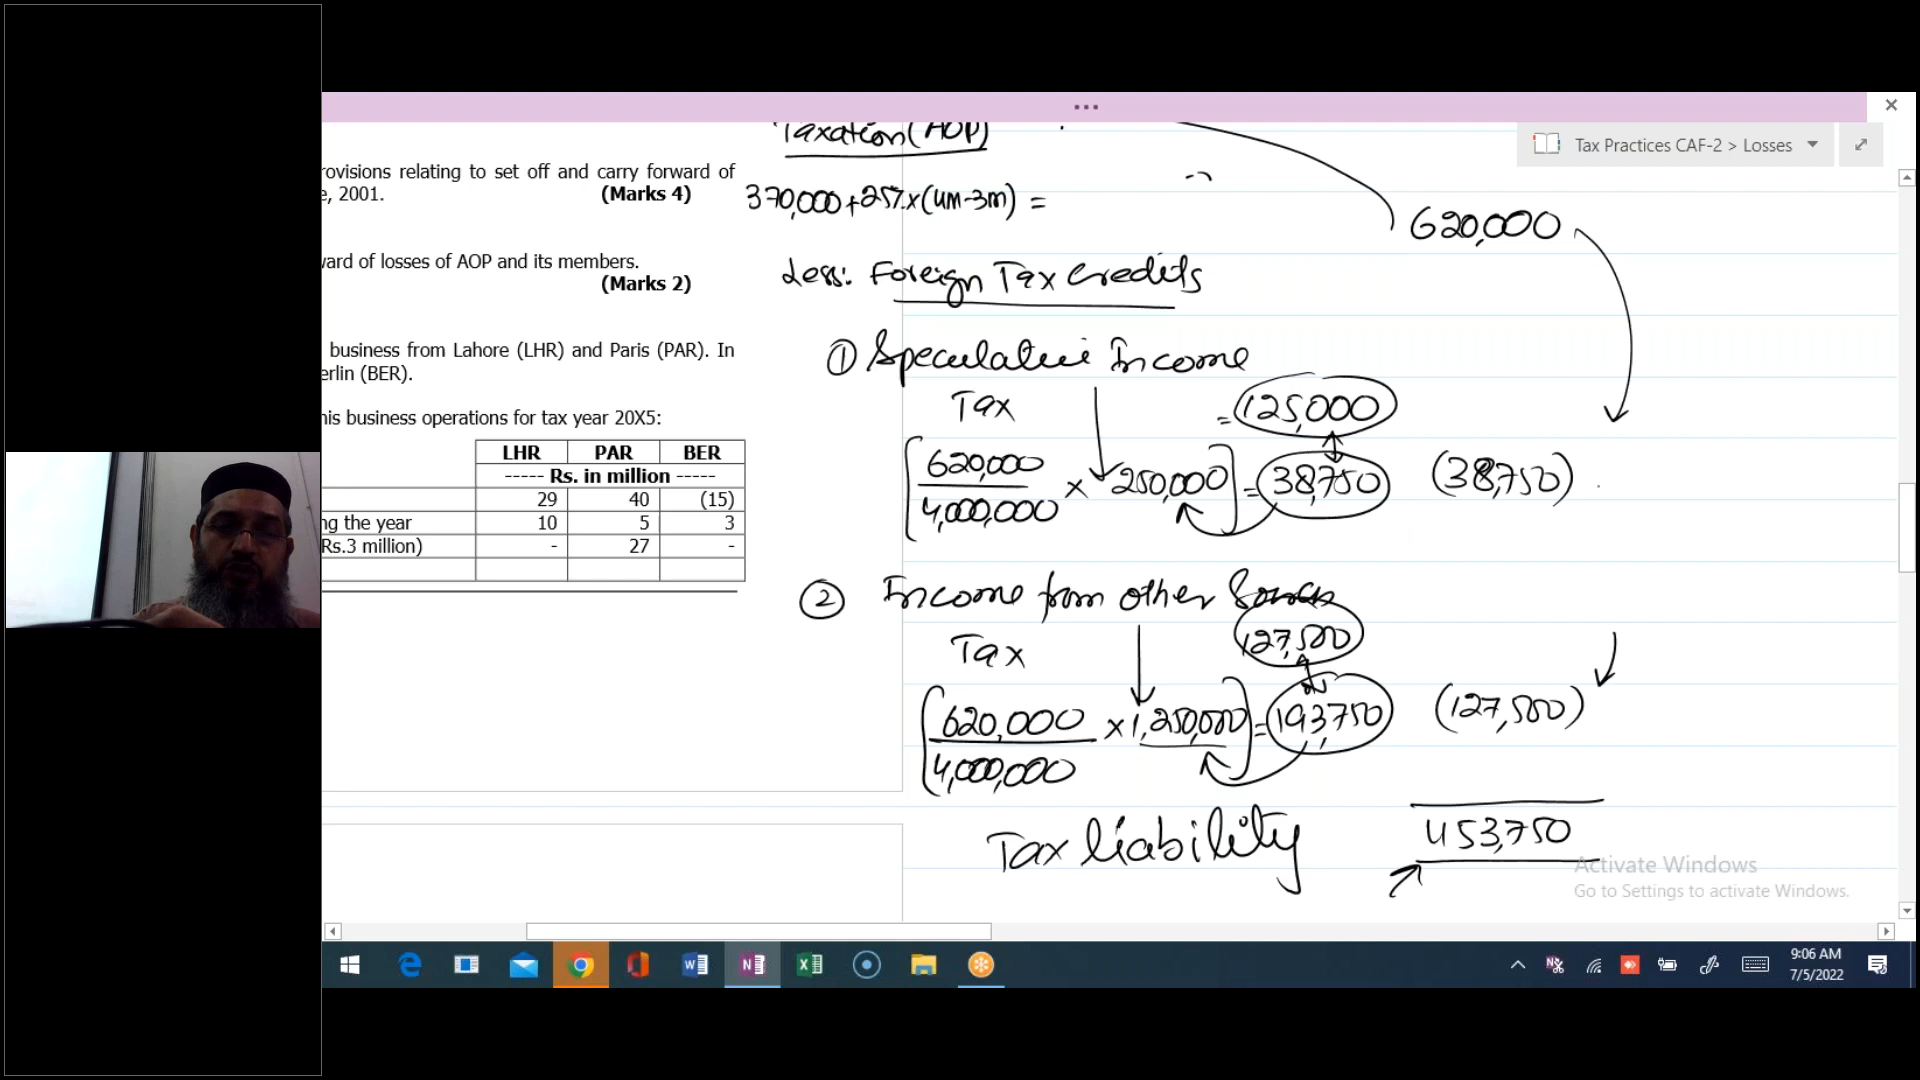 Tax Practices CAF-2 > Losses
rovisions relating to set off and carry forward of
e, 2001. (Marks 4)
ward of losses of AOP and its members.
(Marks 2)
business from Lahore (LHR) and Paris (PAR). In
erlin (BER).
his business operations for tax year 20X5:
LHR PAR BER
----- Rs. in million -----
29 40 (15)
ng the year 10 5 3
Rs.3 million) - 27 -
Taxation (AOP)
370,000+25%x(4m-3m) =
620,000
Less: Foreign Tax Credits
① Speculative Income
Tax = 125,000
[620,000
4,000,000 x 250,000] = 38,750 (38,750)
② Income from other Sources
Tax 127,500
[620,000
4,000,000 x 1,250,000] = 193,750 (127,500)
Tax liability 453,750
Activate Windows
Go to Settings to activate Windows.
9:06 AM
7/5/2022